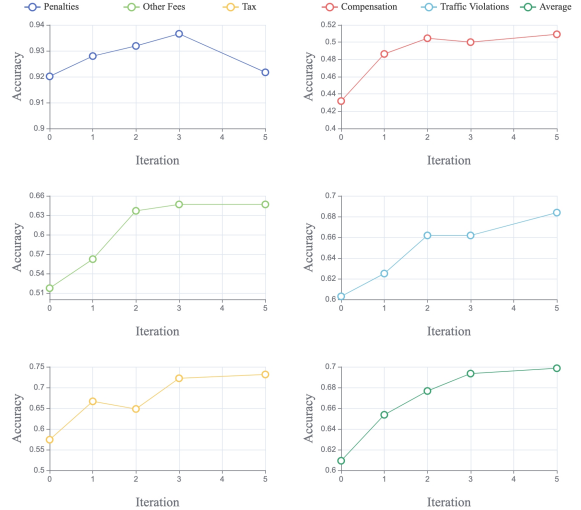 Penalties Other Fees Tax Compensation Traffic Violations Average
0.94
0.93
0.92
0.91
0.9
0 1 2 3 4 5
Accuracy
Iteration
0.52
0.5
0.48
0.46
0.44
0.42
0.4
0 1 2 3 4 5
Accuracy
Iteration
0.66
0.63
0.6
0.57
0.54
0.51
0 1 2 3 4 5
Accuracy
Iteration
0.7
0.68
0.66
0.64
0.62
0.6
0 1 2 3 4 5
Accuracy
Iteration
0.75
0.7
0.65
0.6
0.55
0.5
0 1 2 3 4 5
Accuracy
Iteration
0.7
0.68
0.66
0.64
0.62
0.6
0 1 2 3 4 5
Accuracy
Iteration